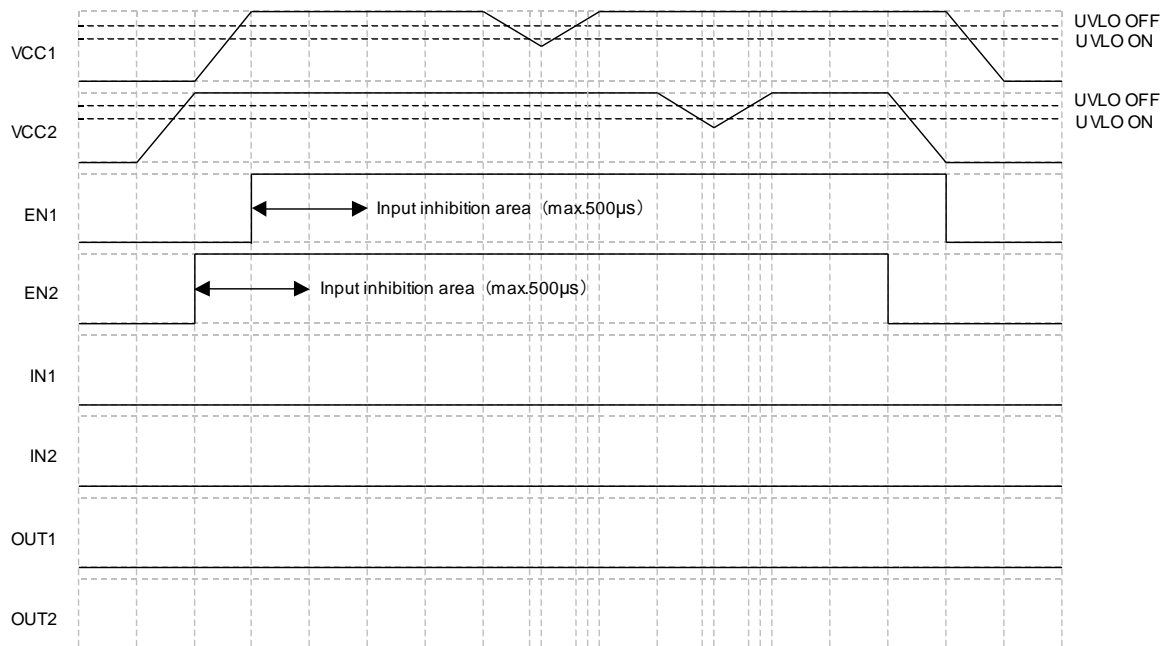 UVLO OFF
VCC1
UVLO ON
UVLO OFF
VCC2
UVLO ON
EN1
Input inhibition area (max.500μs)
EN2
Input inhibition area (max.500μs)
IN1
IN2
OUT1
OUT2